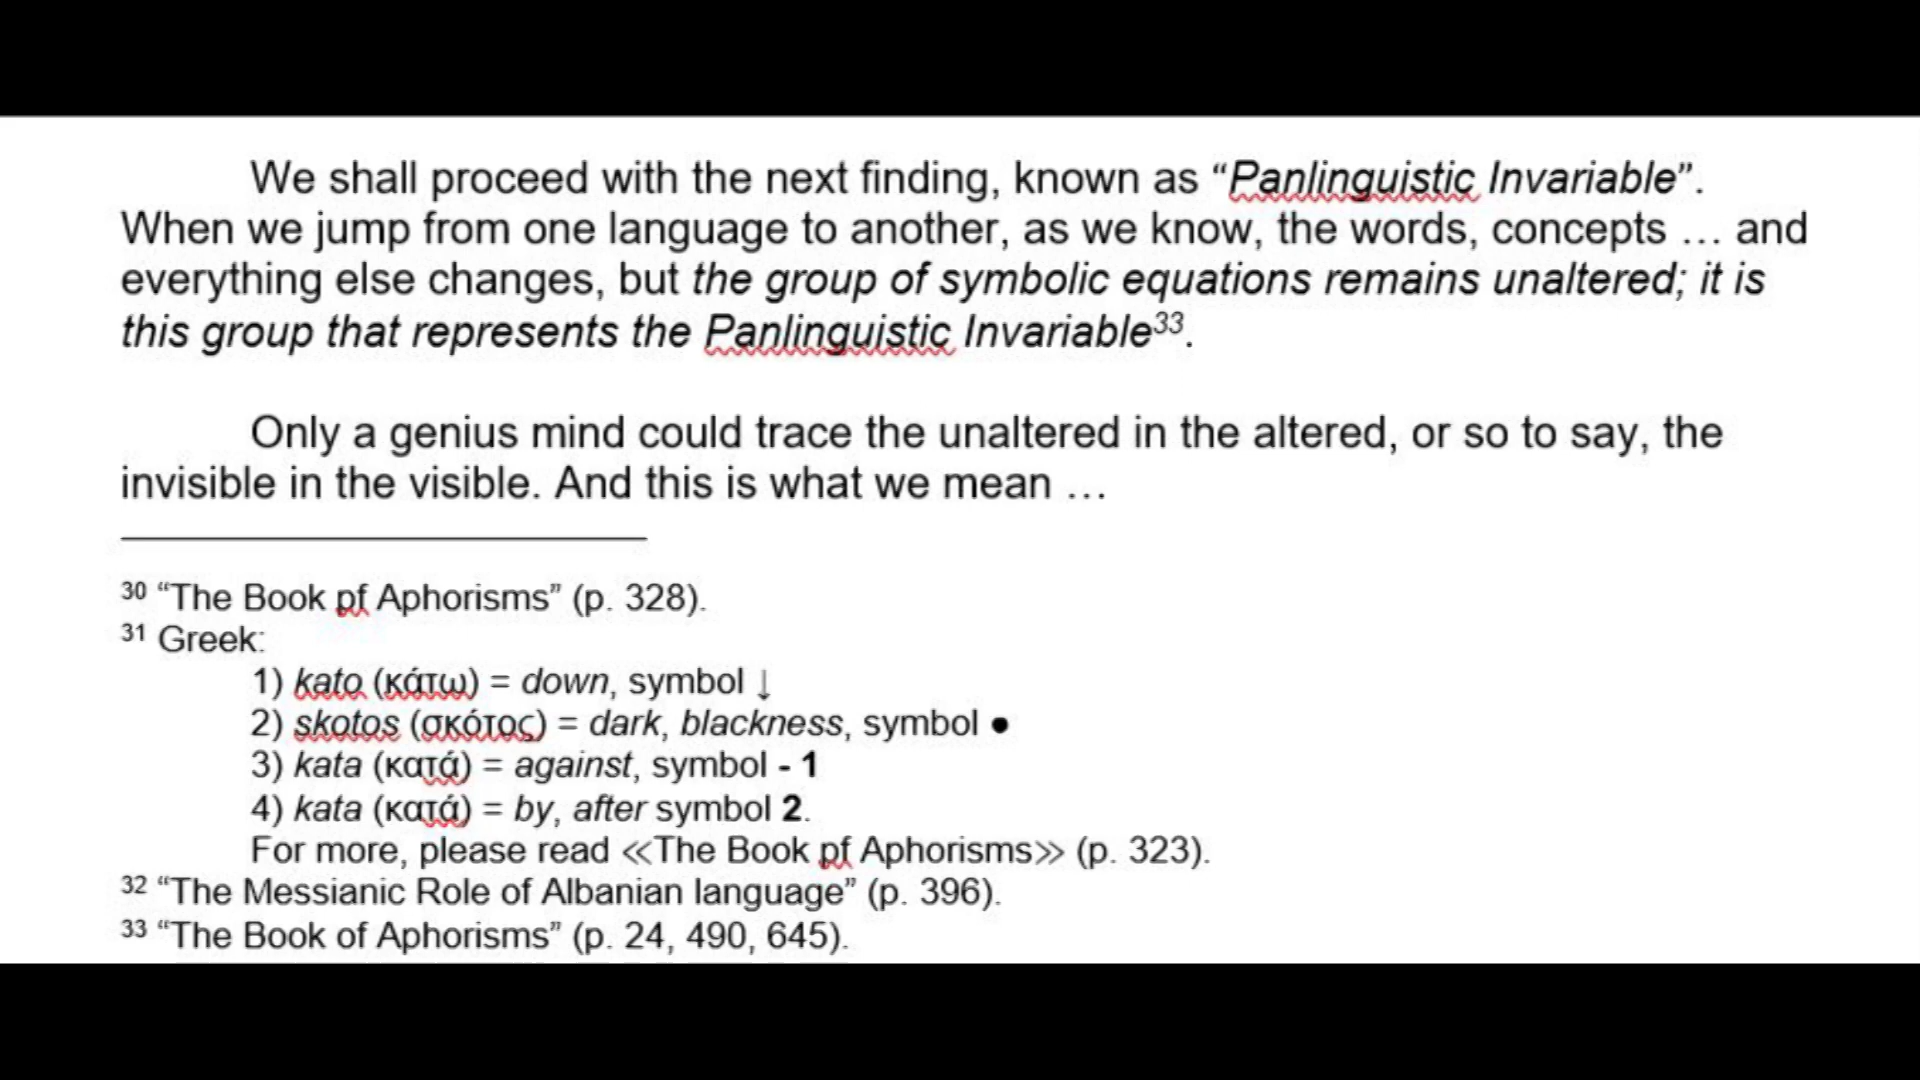 We shall proceed with the next finding, known as “Panlinguistic Invariable”.
When we jump from one language to another, as we know, the words, concepts … and
everything else changes, but the group of symbolic equations remains unaltered; it is
this group that represents the Panlinguistic Invariable³³.
Only a genius mind could trace the unaltered in the altered, or so to say, the
invisible in the visible. And this is what we mean …
³⁰ “The Book pf Aphorisms” (p. 328).
³¹ Greek:
1) kato (κάτω) = down, symbol ↓
2) skotos (σκότος) = dark, blackness, symbol ●
3) kata (κατά) = against, symbol - 1
4) kata (κατά) = by, after symbol 2.
For more, please read <<The Book pf Aphorisms>> (p. 323).
³² “The Messianic Role of Albanian language” (p. 396).
³³ “The Book of Aphorisms” (p. 24, 490, 645).